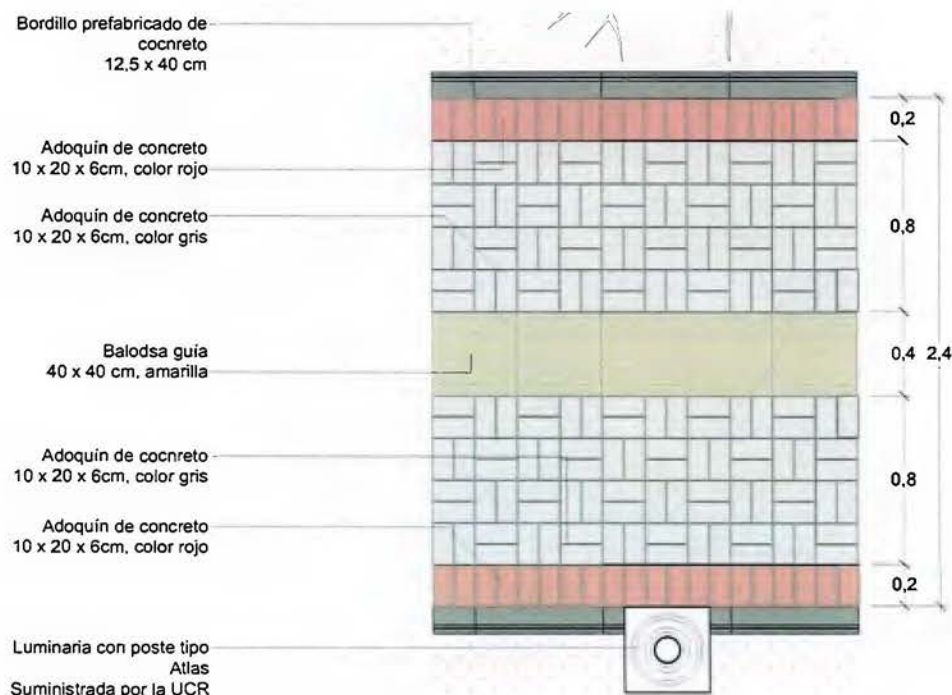 Bordillo prefabricado de
cocnreto
12,5 x 40 cm
Adoquín de concreto
10 x 20 x 6cm, color rojo
Adoquín de concreto
10 x 20 x 6cm, color gris
Balodsa guía
40 x 40 cm, amarilla
Adoquín de cocnreto
10 x 20 x 6cm, color gris
Adoquín de concreto
10 x 20 x 6cm, color rojo
Luminaria con poste tipo
Atlas
Suministrada por la UCR
0,2
0,8
0,4
2,4
0,8
0,2